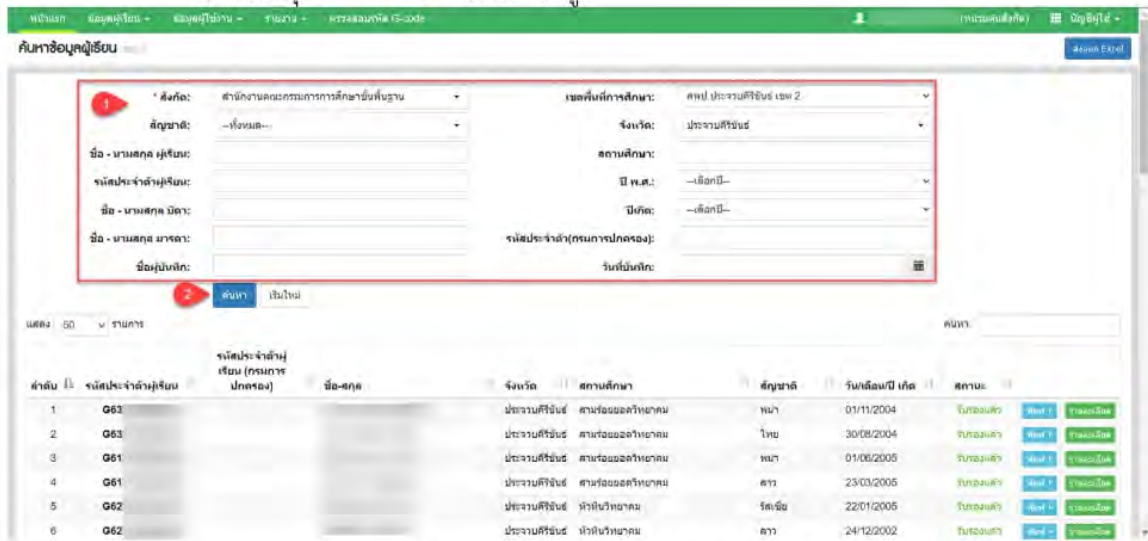 หน้าแรก ข้อมูลผู้เรียน ข้อมูลผู้ใช้งาน รายงาน ตรวจสอบรหัส G-code (หน่วยต้นสังกัด) บัญชีผู้ใช้
ค้นหาข้อมูลผู้เรียน ส่งออก Excel
1 * สังกัด: สำนักงานคณะกรรมการการศึกษาขั้นพื้นฐาน เขตพื้นที่การศึกษา: สพป.ประจวบคีรีขันธ์ เขต 2
สัญชาติ: --ทั้งหมด-- จังหวัด: ประจวบคีรีขันธ์
ชื่อ - นามสกุล ผู้เรียน: สถานศึกษา:
รหัสประจำตัวผู้เรียน: ปี พ.ศ.: --เลือกปี--
ชื่อ - นามสกุล บิดา: ปีเกิด: --เลือกปี--
ชื่อ - นามสกุล มารดา: รหัสประจำตัว(กรมการปกครอง):
ชื่อผู้บันทึก: วันที่บันทึก:
2 ค้นหา เริ่มใหม่
แสดง 50 รายการ ค้นหา:
ลำดับ รหัสประจำตัวผู้เรียน รหัสประจำตัวผู้เรียน (กรมการปกครอง) ชื่อ-สกุล จังหวัด สถานศึกษา สัญชาติ วัน/เดือน/ปี เกิด สถานะ
1 G63 ประจวบคีรีขันธ์ สามร้อยยอดวิทยาคม พม่า 01/11/2004 รับรองแล้ว พิมพ์ รายละเอียด
2 G63 ประจวบคีรีขันธ์ สามร้อยยอดวิทยาคม ไทย 30/08/2004 รับรองแล้ว พิมพ์ รายละเอียด
3 G61 ประจวบคีรีขันธ์ สามร้อยยอดวิทยาคม พม่า 01/06/2005 รับรองแล้ว พิมพ์ รายละเอียด
4 G61 ประจวบคีรีขันธ์ สามร้อยยอดวิทยาคม ลาว 23/03/2005 รับรองแล้ว พิมพ์ รายละเอียด
5 G62 ประจวบคีรีขันธ์ หัวหินวิทยาคม รัสเซีย 22/01/2005 รับรองแล้ว พิมพ์ รายละเอียด
6 G62 ประจวบคีรีขันธ์ หัวหินวิทยาคม ลาว 24/12/2002 รับรองแล้ว พิมพ์ รายละเอียด